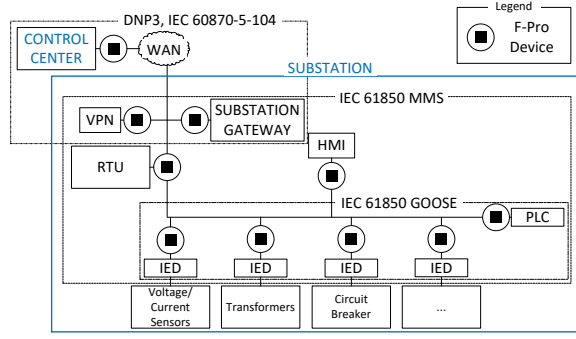 DNP3, IEC 60870-5-104
Legend
F-Pro
Device
CONTROL
CENTER
WAN
SUBSTATION
IEC 61850 MMS
VPN
SUBSTATION
GATEWAY
HMI
RTU
IEC 61850 GOOSE
PLC
IED
IED
IED
IED
Voltage/
Current
Sensors
Transformers
Circuit
Breaker
...